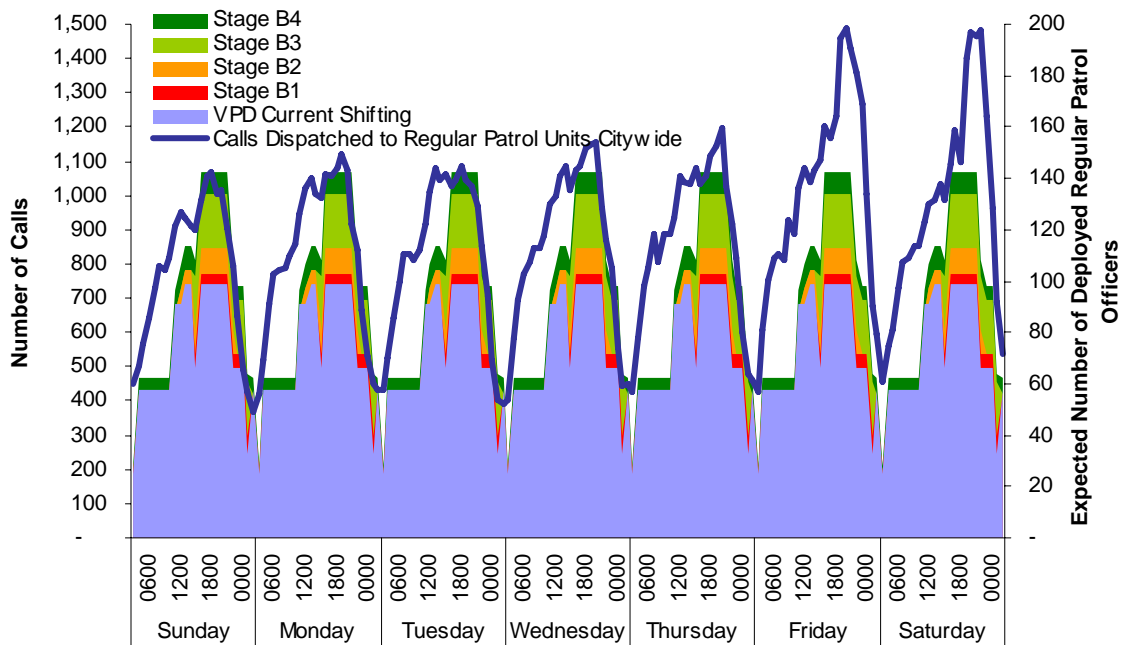 1,500
1,400
1,300
1,200
1,100
1,000
900
800
700
600
500
400
300
200
100
-
Number of Calls
Stage B4
Stage B3
Stage B2
Stage B1
VPD Current Shifting
Calls Dispatched to Regular Patrol Units Citywide
200
180
160
140
120
100
80
60
40
20
-
Expected Number of Deployed Regular Patrol
Officers
0600 1200 1800 0000 0600 1200 1800 0000 0600 1200 1800 0000 0600 1200 1800 0000 0600 1200 1800 0000 0600 1200 1800 0000 0600 1200 1800 0000
Sunday Monday Tuesday Wednesday Thursday Friday Saturday